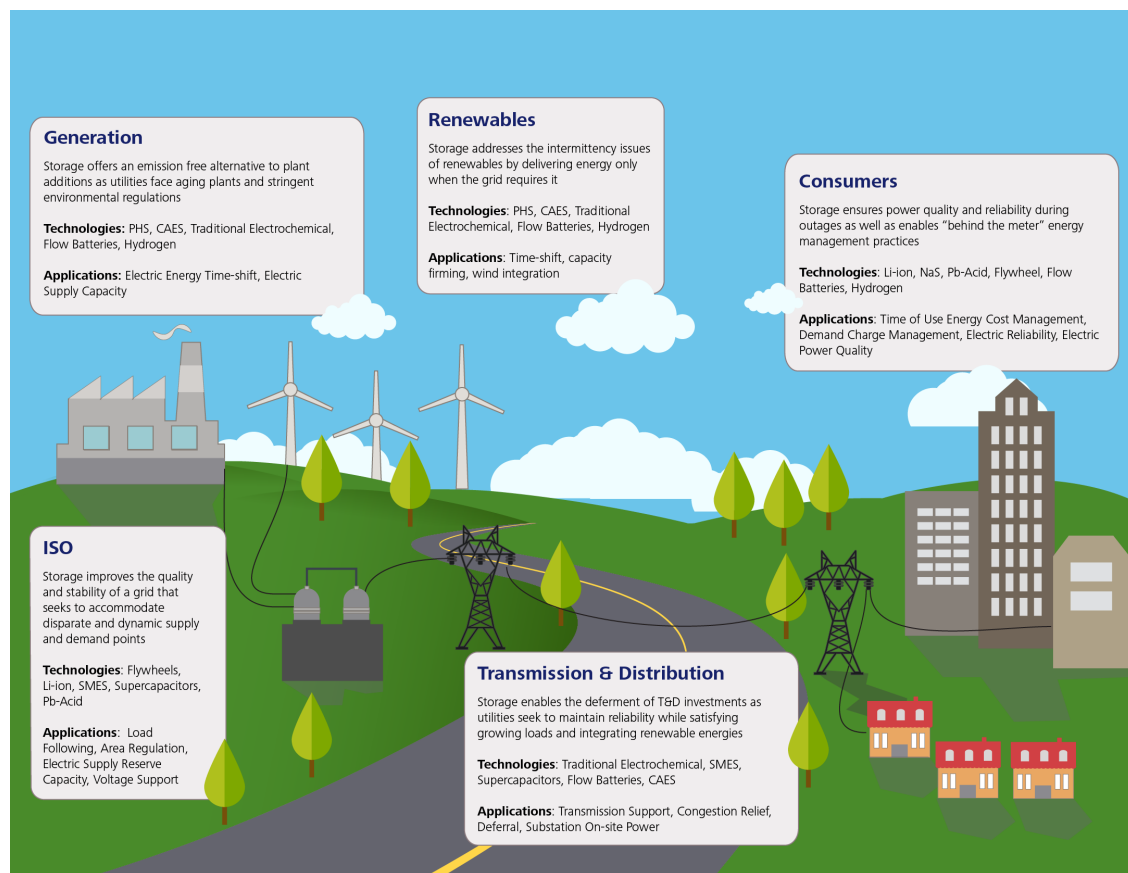 Generation
Storage offers an emission free alternative to plant
additions as utilities face aging plants and stringent
environmental regulations
Technologies: PHS, CAES, Traditional Electrochemical,
Flow Batteries, Hydrogen
Applications: Electric Energy Time-shift, Electric
Supply Capacity
Renewables
Storage addresses the intermittency issues
of renewables by delivering energy only
when the grid requires it
Technologies: PHS, CAES, Traditional
Electrochemical, Flow Batteries, Hydrogen
Applications: Time-shift, capacity
firming, wind integration
Consumers
Storage ensures power quality and reliability during
outages as well as enables “behind the meter” energy
management practices
Technologies: Li-ion, NaS, Pb-Acid, Flywheel, Flow
Batteries, Hydrogen
Applications: Time of Use Energy Cost Management,
Demand Charge Management, Electric Reliability, Electric
Power Quality
ISO
Storage improves the quality
and stability of a grid that
seeks to accommodate
disparate and dynamic supply
and demand points
Technologies: Flywheels,
Li-ion, SMES, Supercapacitors,
Pb-Acid
Applications: Load
Following, Area Regulation,
Electric Supply Reserve
Capacity, Voltage Support
Transmission & Distribution
Storage enables the deferment of T&D investments as
utilities seek to maintain reliability while satisfying
growing loads and integrating renewable energies
Technologies: Traditional Electrochemical, SMES,
Supercapacitors, Flow Batteries, CAES
Applications: Transmission Support, Congestion Relief,
Deferral, Substation On-site Power